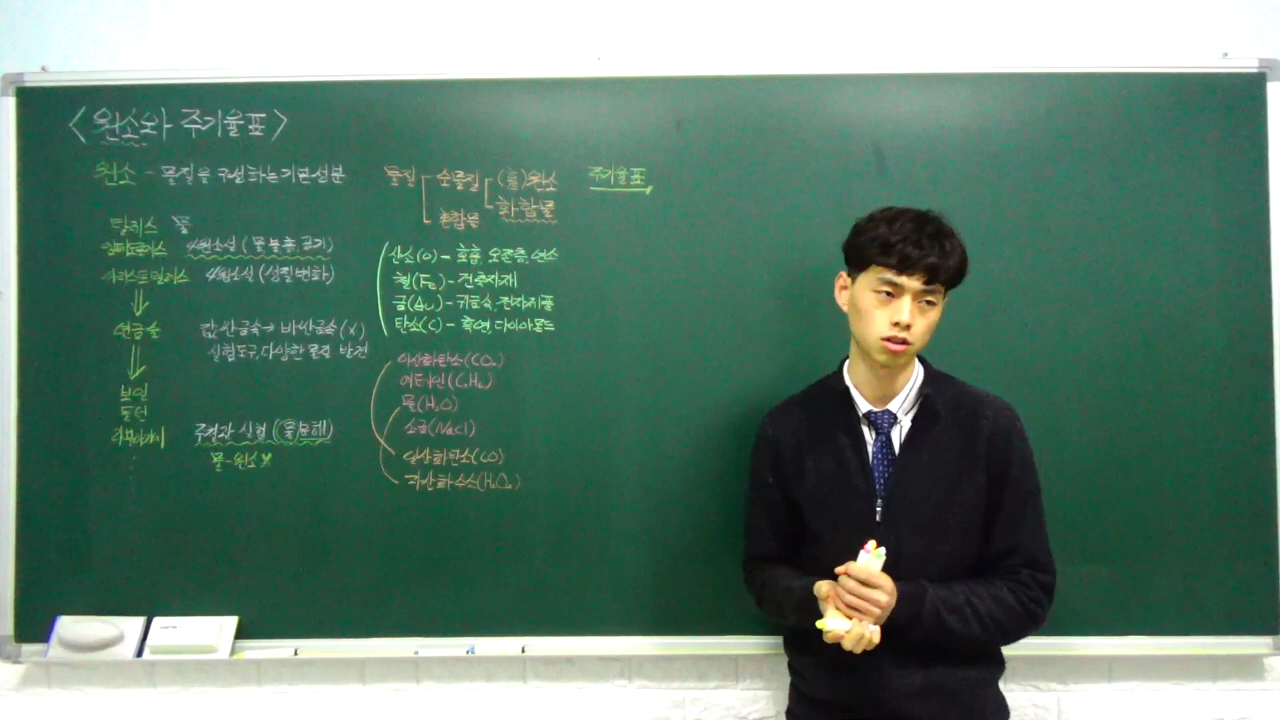 〈원소와 주기율표〉
원소 - 물질을 구성하는 기본성분
탈레스 물
엠페도클레스 4원소설 (물, 불, 흙, 공기)
아리스토텔레스 4원소설 (성질변화)
연금술 값싼금속→비싼금속(X)
실험도구, 다양한 물질 발견
보일
돌턴
라부아지에 주철관 실험 (물분해!)
물-원소X
물질 순물질 (홑)원소
화합물
혼합물
주기율표
산소(O) - 호흡, 오존층, 연소
철(Fe) - 건축자재
금(Au) - 귀금속, 전자제품
탄소(C) - 흑연, 다이아몬드
이산화탄소(CO₂)
에타인(C₂H₂)
물(H₂O)
소금(NaCl)
일산화탄소(CO)
과산화수소(H₂O₂)